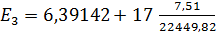 E₃ = 6,39142 + 17 7,51/22449,82